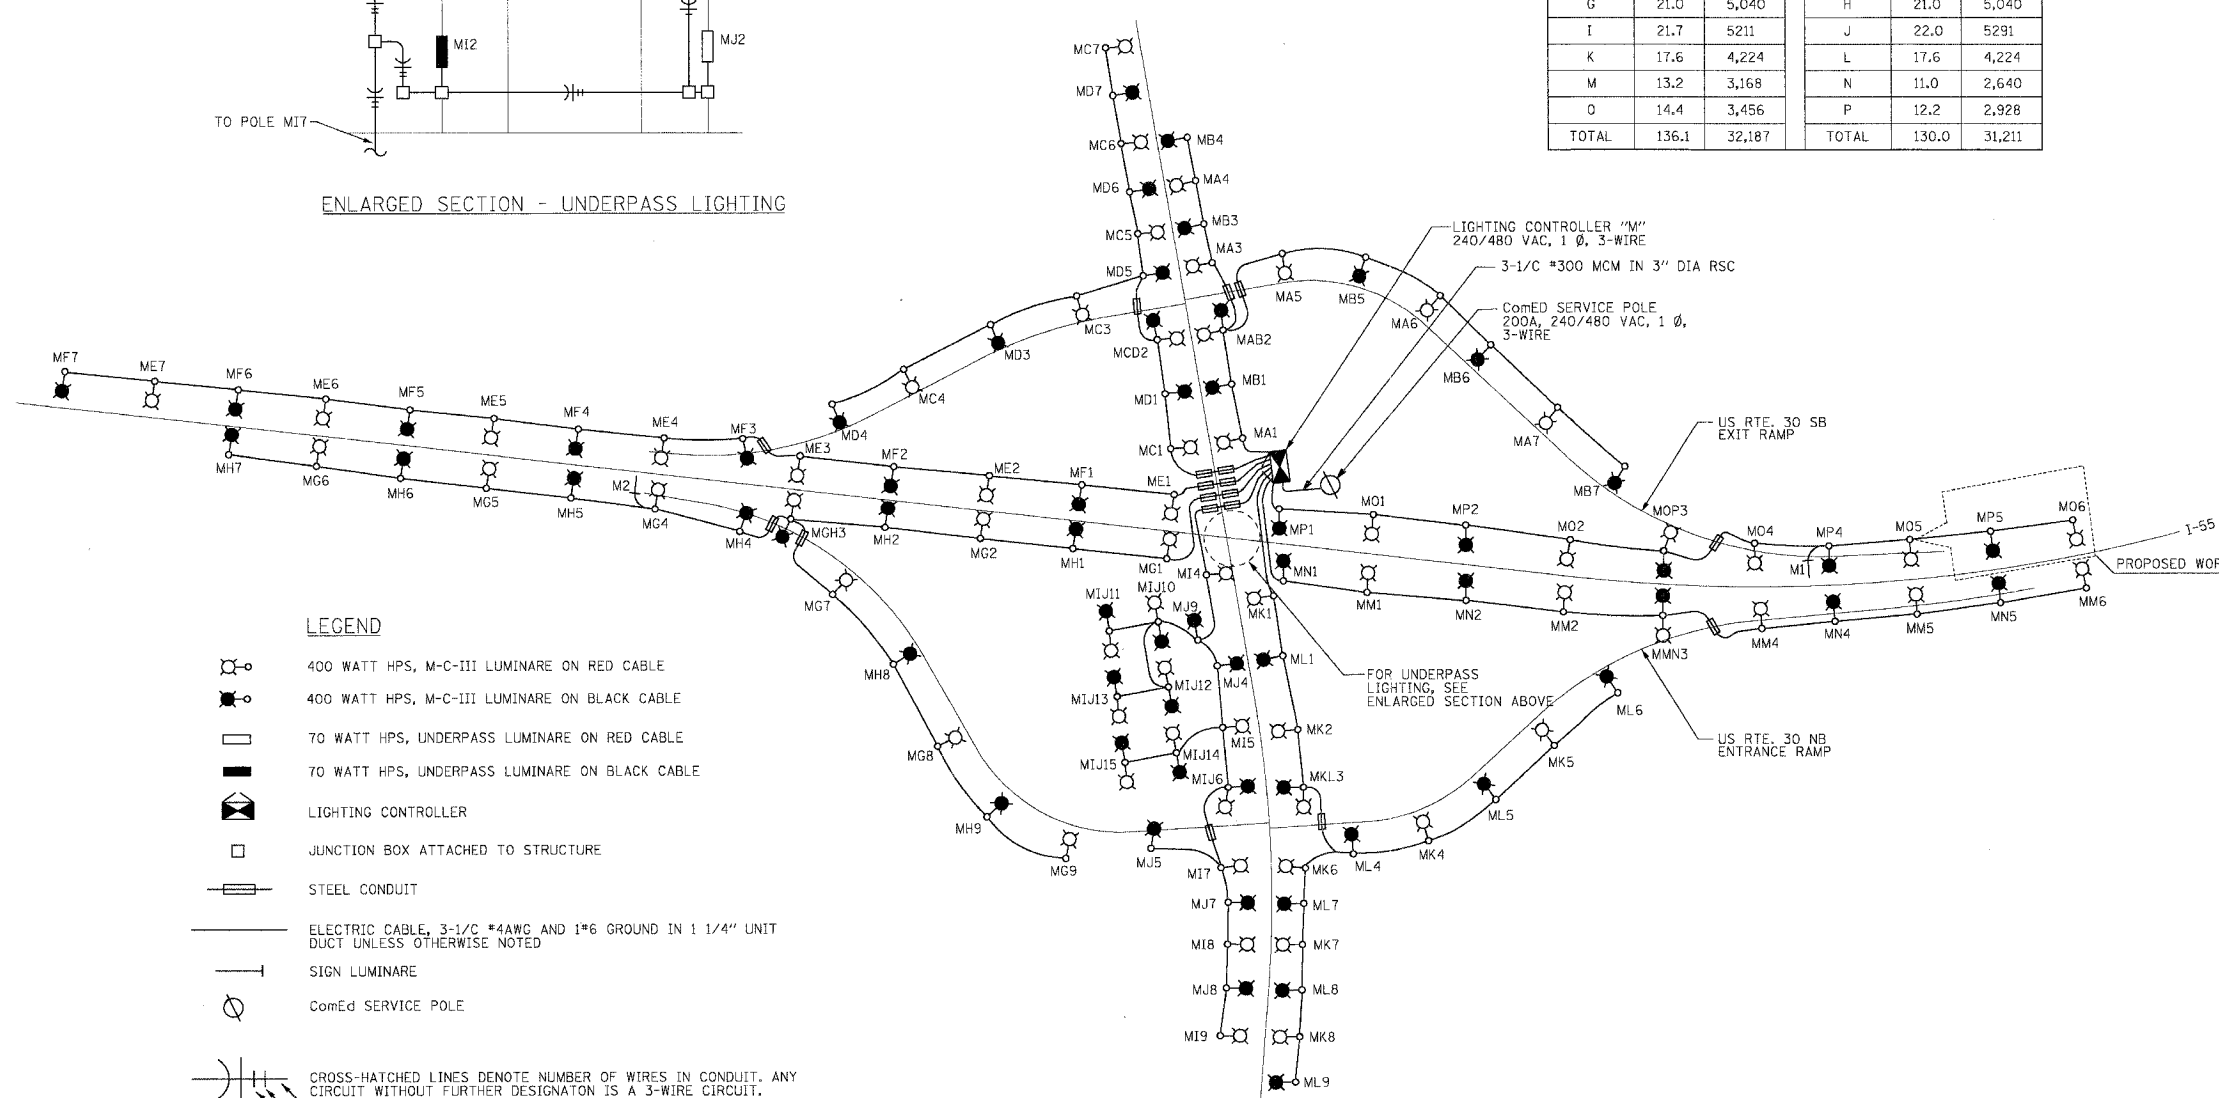 G 21.0 5,040 H 21.0 5,040
I 21.7 5211 J 22.0 5291
K 17.6 4,224 L 17.6 4,224
M 13.2 3,168 N 11.0 2,640
O 14.4 3,456 P 12.2 2,928
TOTAL 136.1 32,187 TOTAL 130.0 31,211
MI2
MJ2
TO POLE MI7
ENLARGED SECTION - UNDERPASS LIGHTING
MC7
MD7
MC6
MB4
MD6
MA4
MC5
MB3
MA3
MD5
LIGHTING CONTROLLER "M"
240/480 VAC, 1 Ø, 3-WIRE
3-1/C #300 MCM IN 3" DIA RSC
ComED SERVICE POLE
200A, 240/480 VAC, 1 Ø,
3-WIRE
MA5
MB5
MA6
MC3
MD3
MCD2
MAB2
MC4
MD4
MD1
MB1
MB6
MA7
MB7
MC1
MA1
US RTE. 30 SB
EXIT RAMP
MF7
ME7
MF6
ME6
MF5
ME5
MF4
ME4
MF3
ME3
MF2
ME2
MF1
ME1
MH7
MG6
MH6
MG5
MH5
M2
MG4
MH4
MGH3
MH2
MG2
MH1
MG1
MP1
MO1
MP2
MO2
MOP3
MO4
M1
MP4
MO5
MP5
MO6
I-55
PROPOSED WOR
MI4
MN1
MK1
MM1
MN2
MM2
MMN3
MM4
MN4
MM5
MN5
MM6
MG7
MH8
MG8
MH9
MG9
MIJ11
MIJ10
MJ9
MIJ13
MIJ12
MJ4
ML1
MIJ15
MIJ14
MI5
MK2
MIJ6
MKL3
FOR UNDERPASS
LIGHTING, SEE
ENLARGED SECTION ABOVE
ML6
MK5
ML5
MK4
ML4
US RTE. 30 NB
ENTRANCE RAMP
MJ5
MI7
MK6
MJ7
ML7
MI8
MK7
MJ8
ML8
MI9
MK8
ML9
LEGEND
400 WATT HPS, M-C-III LUMINARE ON RED CABLE
400 WATT HPS, M-C-III LUMINARE ON BLACK CABLE
70 WATT HPS, UNDERPASS LUMINARE ON RED CABLE
70 WATT HPS, UNDERPASS LUMINARE ON BLACK CABLE
LIGHTING CONTROLLER
JUNCTION BOX ATTACHED TO STRUCTURE
STEEL CONDUIT
ELECTRIC CABLE, 3-1/C #4AWG AND 1#6 GROUND IN 1 1/4" UNIT
DUCT UNLESS OTHERWISE NOTED
SIGN LUMINARE
ComEd SERVICE POLE
CROSS-HATCHED LINES DENOTE NUMBER OF WIRES IN CONDUIT. ANY
CIRCUIT WITHOUT FURTHER DESIGNATON IS A 3-WIRE CIRCUIT.